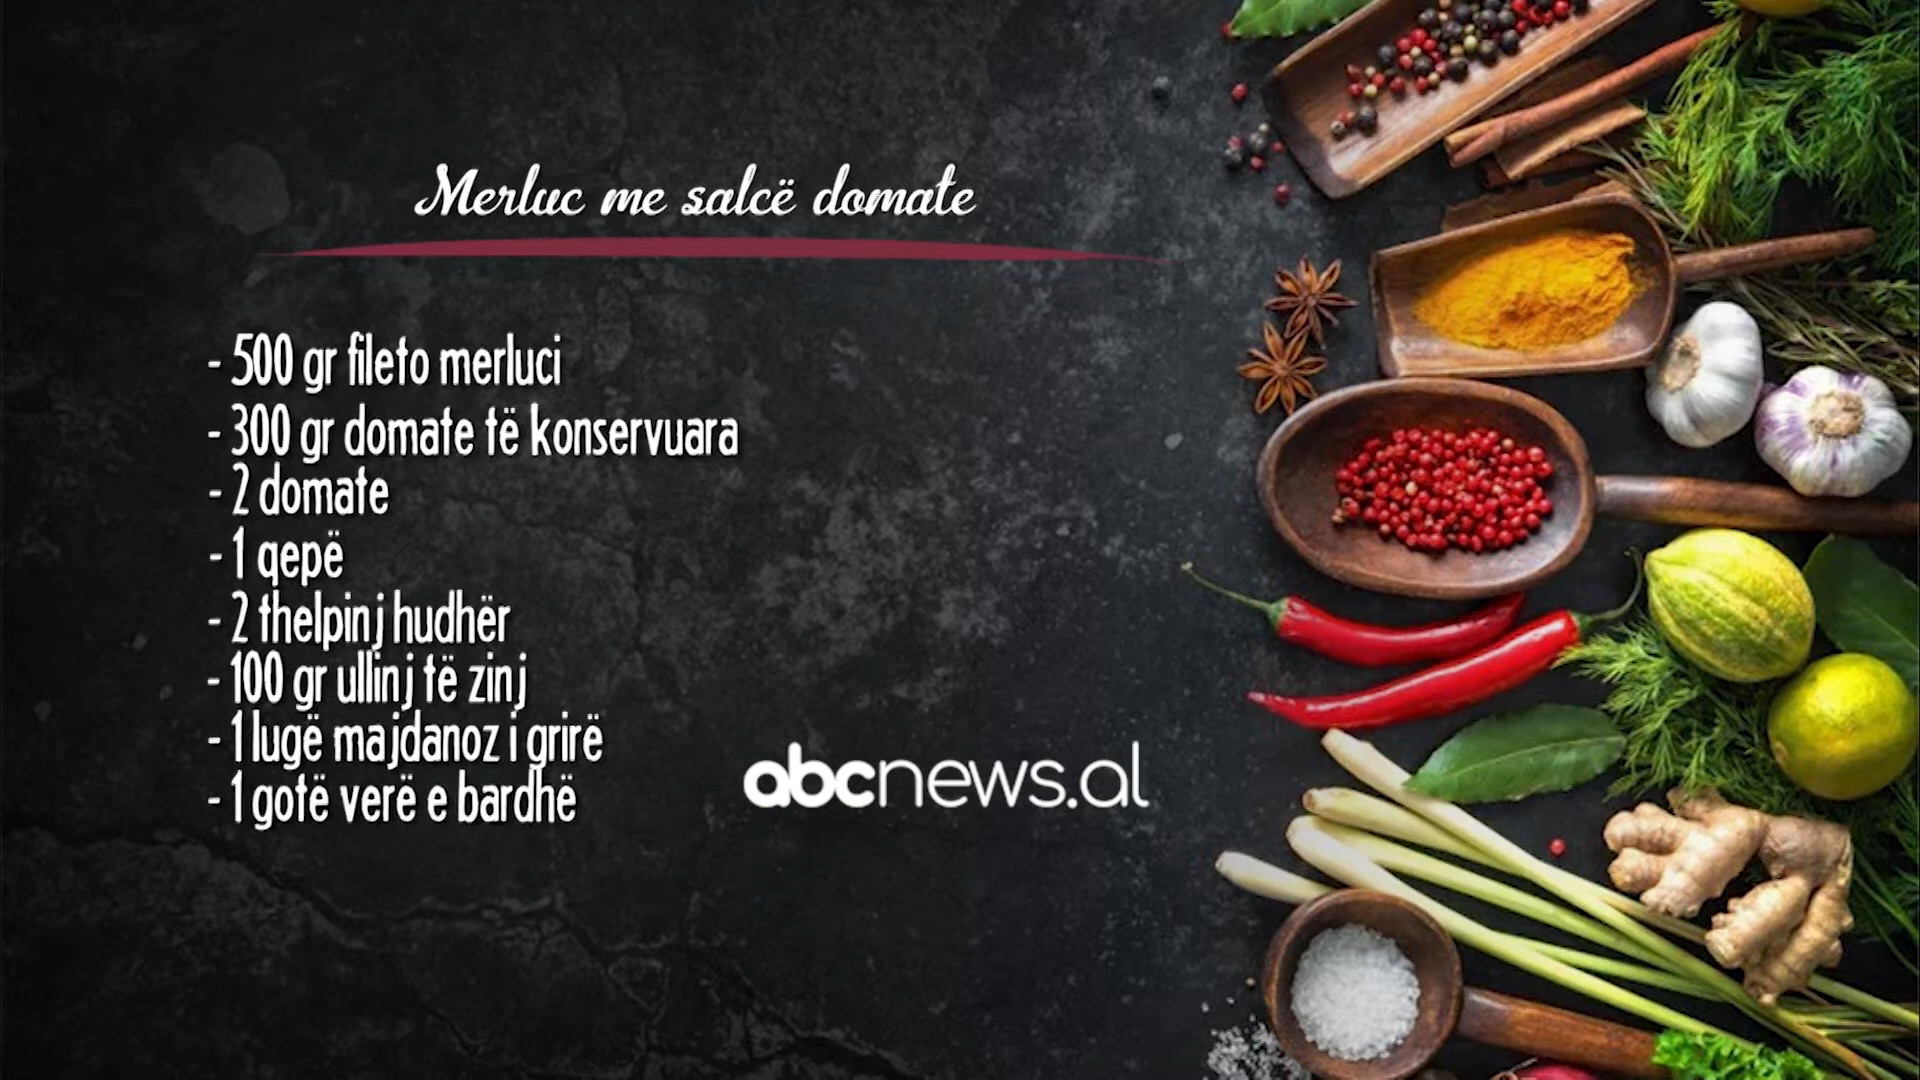 Merluc me salcë domate
- 500 gr fileto merluci
- 300 gr domate të konservuara
- 2 domate
- 1 qepë
- 2 thelpinj hudhër
- 100 gr ullinj të zinj
- 1 lugë majdanoz i grirë
- 1 gotë verë e bardhë
abcnews.al